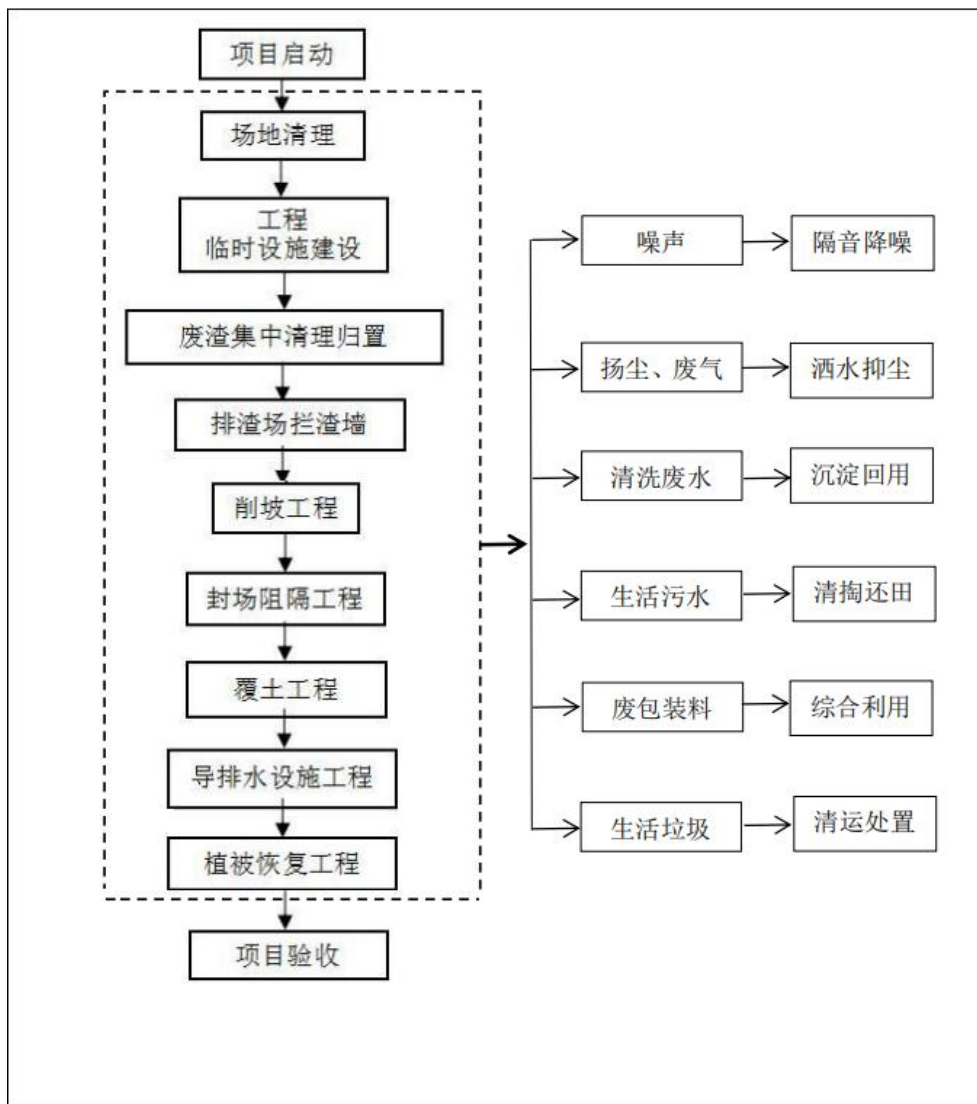 项目启动
场地清理
工程
临时设施建设
废渣集中清理归置
排渣场拦渣墙
削坡工程
封场阻隔工程
覆土工程
导排水设施工程
植被恢复工程
项目验收
噪声
隔音降噪
扬尘、废气
洒水抑尘
清洗废水
沉淀回用
生活污水
清掏还田
废包装料
综合利用
生活垃圾
清运处置